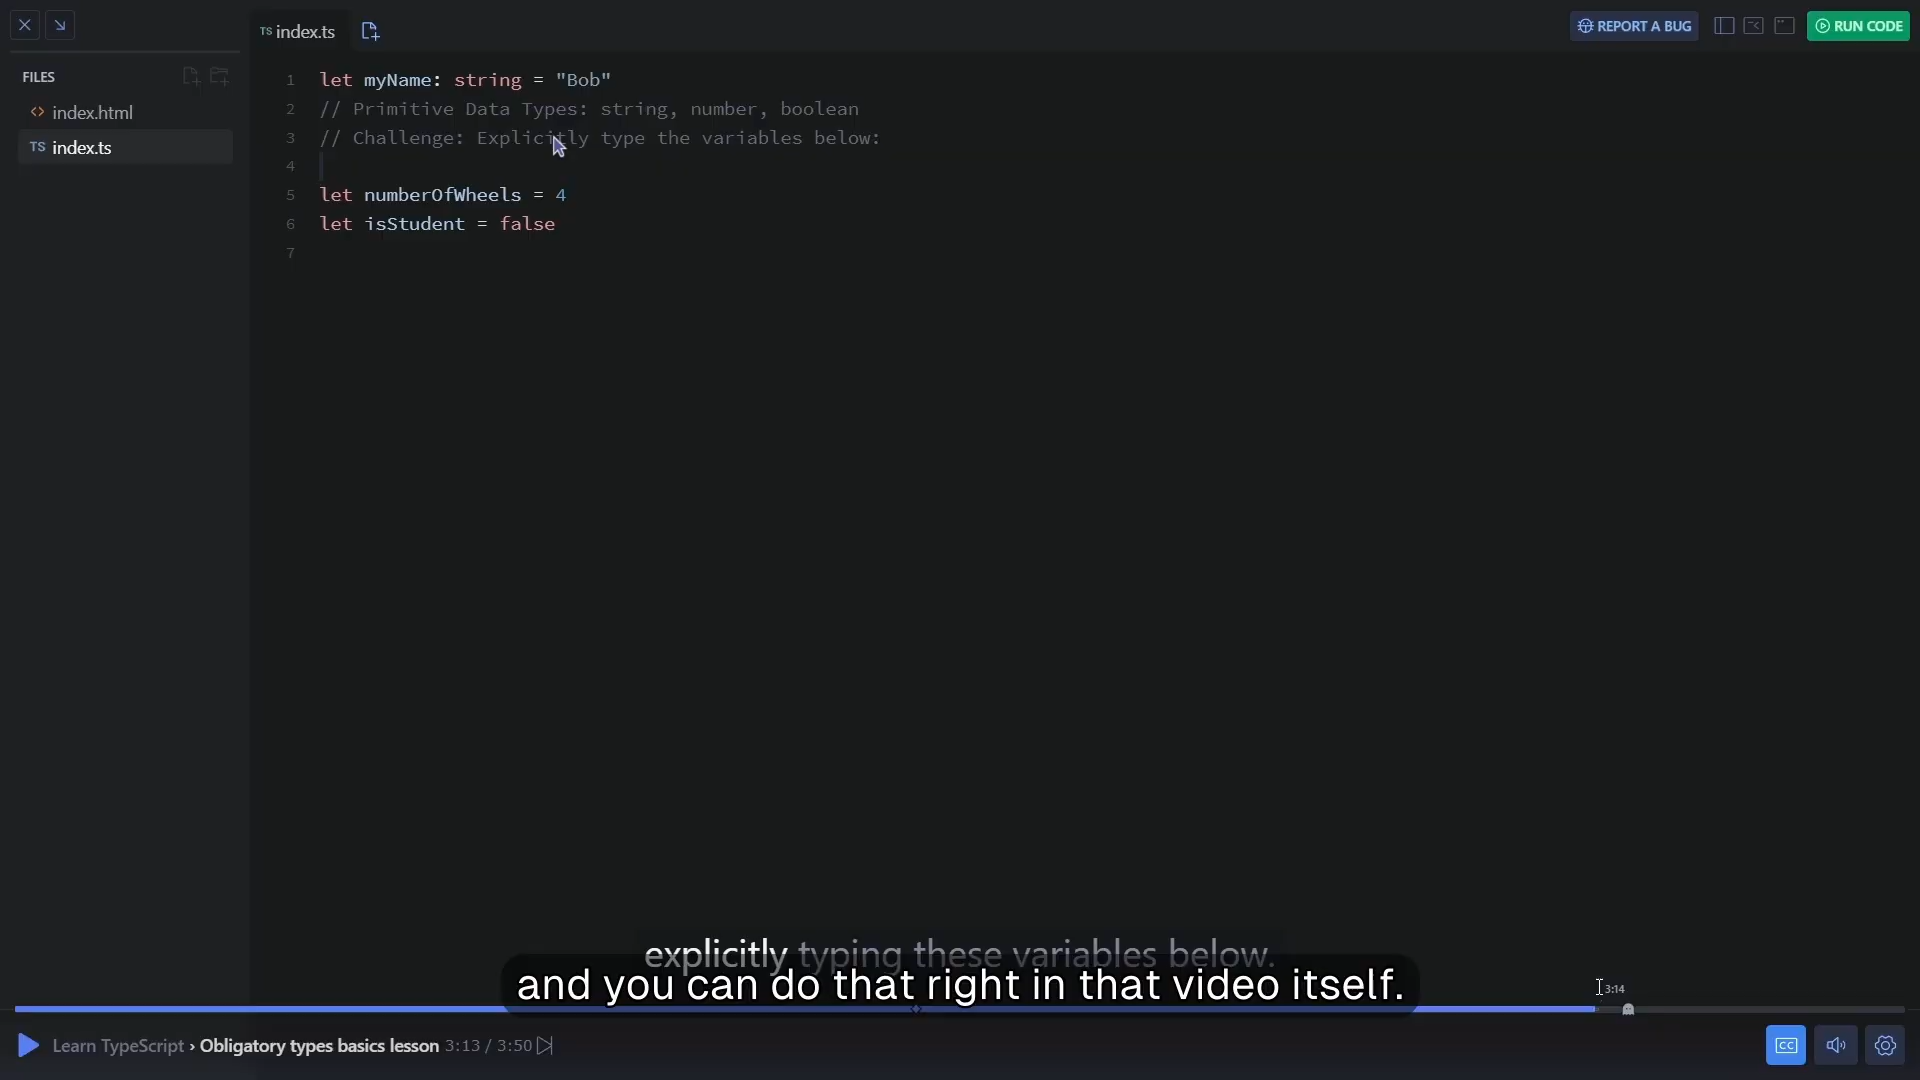 TS index.ts
REPORT A BUG
RUN CODE
FILES
index.html
TS index.ts
1 let myName: string = "Bob"
2 // Primitive Data Types: string, number, boolean
3 // Challenge: Explicitly type the variables below:
4
5 let numberOfWheels = 4
6 let isStudent = false
7
explicitly typing these variables below.
and you can do that right in that video itself.
3:14
Learn TypeScript › Obligatory types basics lesson 3:13 / 3:50
CC